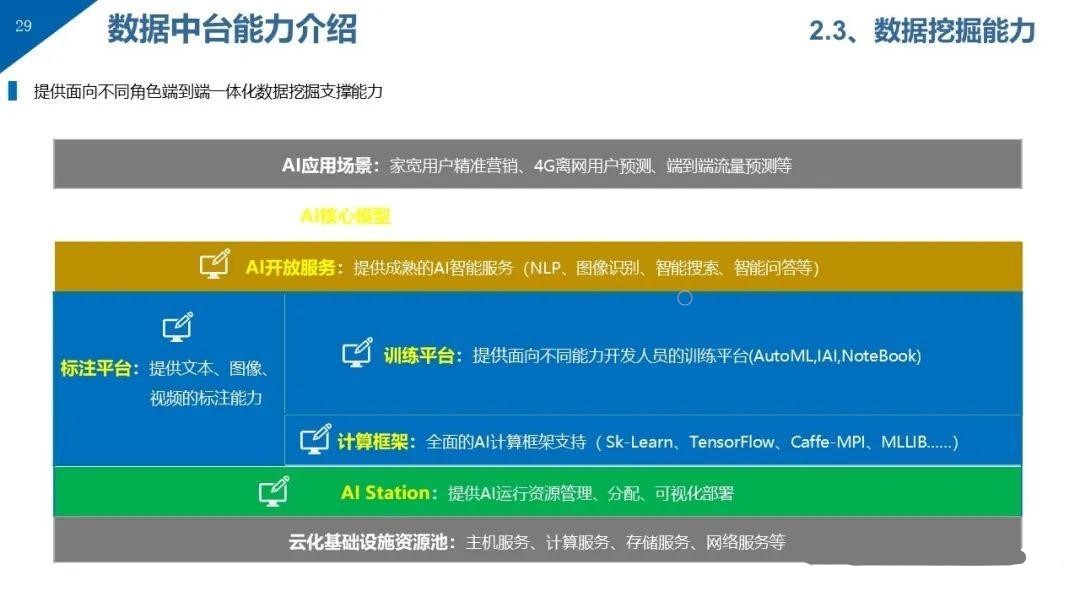 29
数据中台能力介绍
2.3、数据挖掘能力
提供面向不同角色端到端一体化数据挖掘支撑能力
AI应用场景：家宽用户精准营销、4G离网用户预测、端到端流量预测等
AI核心模型
AI开放服务：提供成熟的AI智能服务（NLP、图像识别、智能搜索、智能问答等）
标注平台：提供文本、图像、
视频的标注能力
训练平台：提供面向不同能力开发人员的训练平台(AutoML,IAI,NoteBook)
计算框架：全面的AI计算框架支持（ Sk-Learn、TensorFlow、Caffe-MPI、MLLIB......）
AI Station：提供AI运行资源管理、分配、可视化部署
云化基础设施资源池：主机服务、计算服务、存储服务、网络服务等